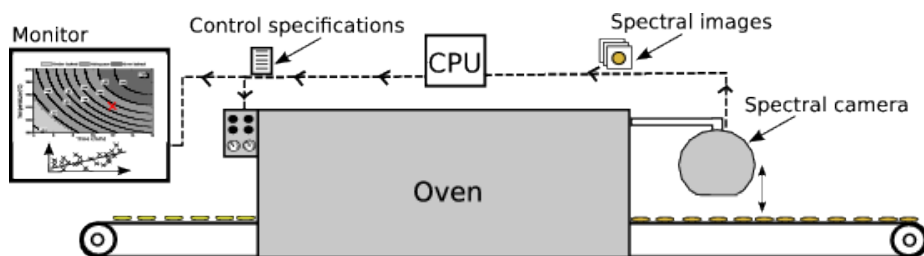 Control specifications
Spectral images
Monitor
CPU
Spectral camera
Oven